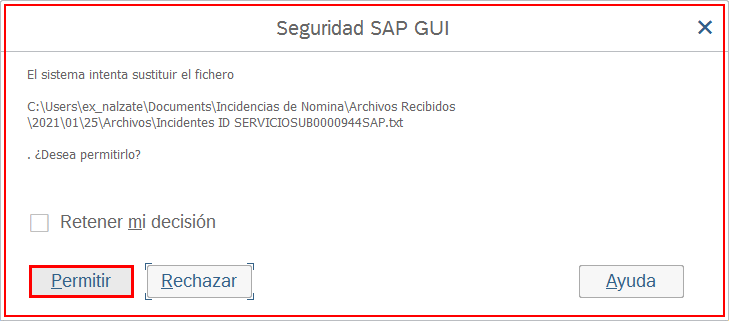 Seguridad SAP GUI
El sistema intenta sustituir el fichero
C:\Users\ex_nalzate\Documents\Incidencias de Nomina\Archivos Recibidos
\2021\01\25\Archivos\Incidentes ID SERVICIOSUB0000944SAP.txt
. ¿Desea permitirlo?
Retener mi decisión
Permitir Rechazar Ayuda